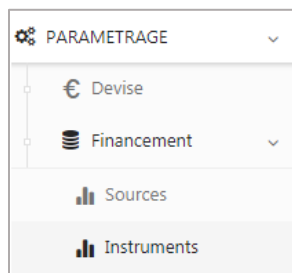 PARAMETRAGE
€ Devise
Financement
Sources
Instruments